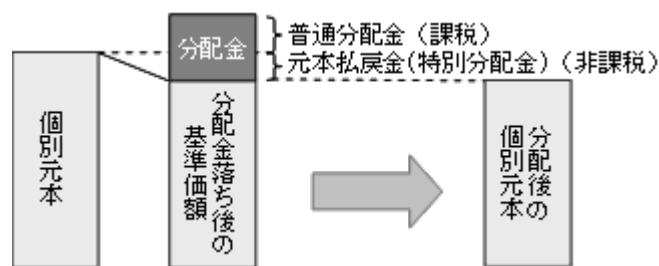 分配金
普通分配金（課税）
元本払戻金(特別分配金)（非課税）
個別元本
分配金落ち後の
基準価額
分配後の
個別元本